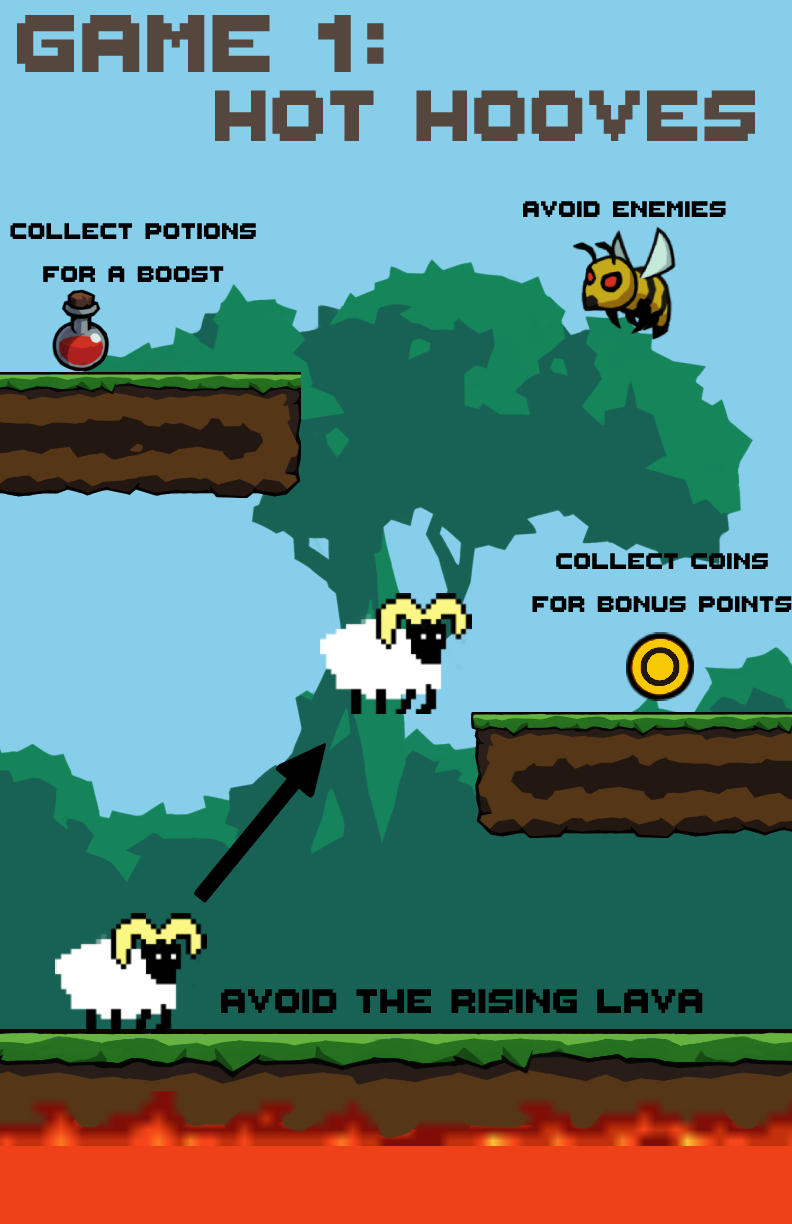 GAME 1:
HOT HOOVES
AVOID ENEMIES
COLLECT POTIONS
FOR A BOOST
COLLECT COINS
FOR BONUS POINTS
AVOID THE RISING LAVA